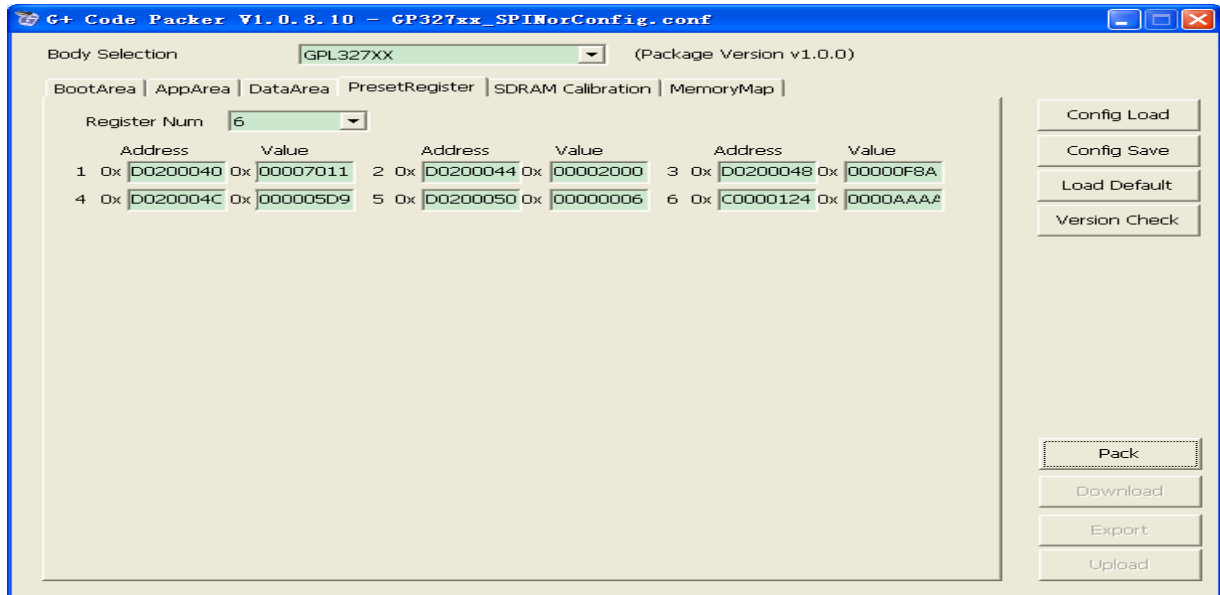 G+ Code Packer V1.0.8.10 - GP327xx_SPINorConfig.conf
Body Selection GPL327XX (Package Version v1.0.0)
BootArea AppArea DataArea PresetRegister SDRAM Calibration MemoryMap
Register Num 6
Address Value Address Value Address Value
1 0x D0200040 0x 00007011 2 0x D0200044 0x 00002000 3 0x D0200048 0x 00000F8A
4 0x D020004C 0x 000005D9 5 0x D0200050 0x 00000006 6 0x C0000124 0x 0000AAAA
Config Load
Config Save
Load Default
Version Check
Pack
Download
Export
Upload